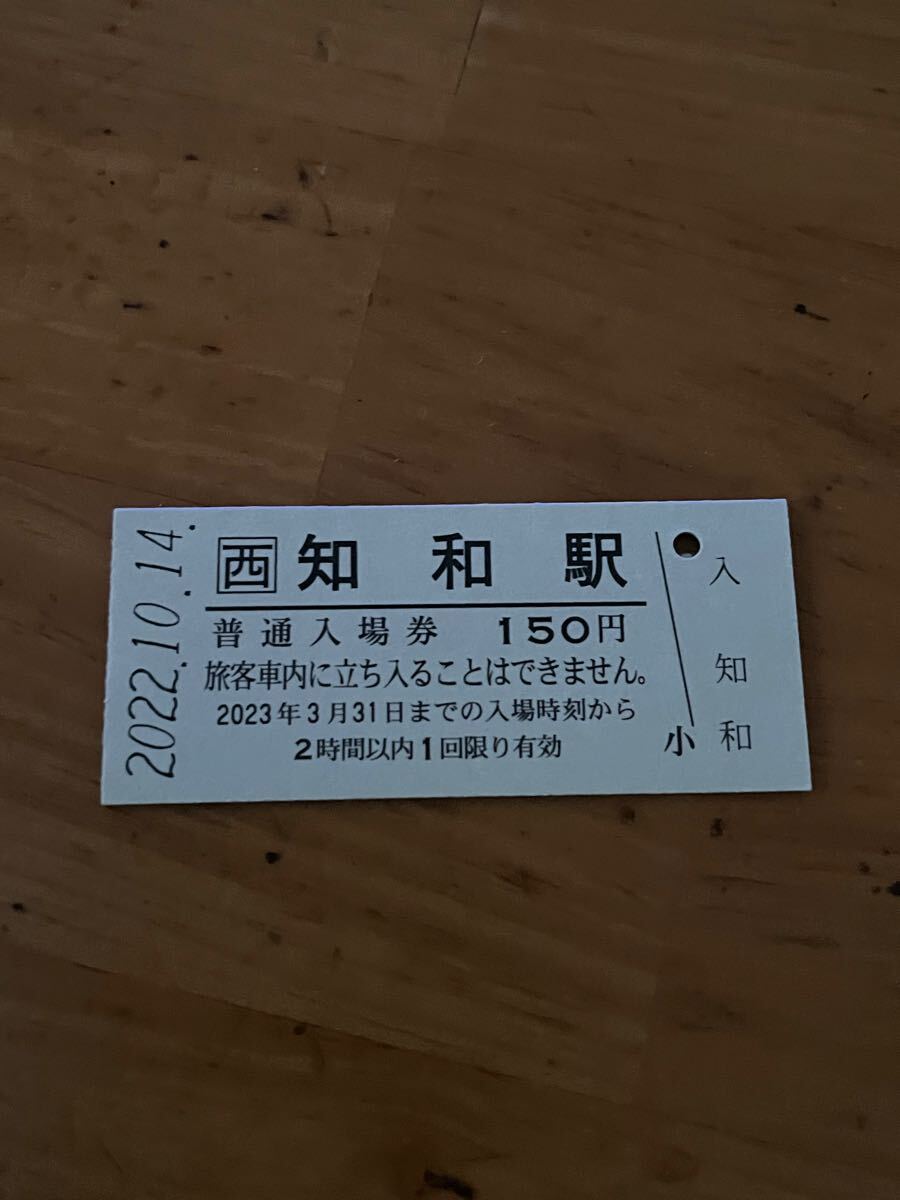 2022.10.14.
西 知和駅
普通入場券 150円
旅客車内に立ち入ることはできません。
2023年3月31日までの入場時刻から
2時間以内1回限り有効
小
入
知
和